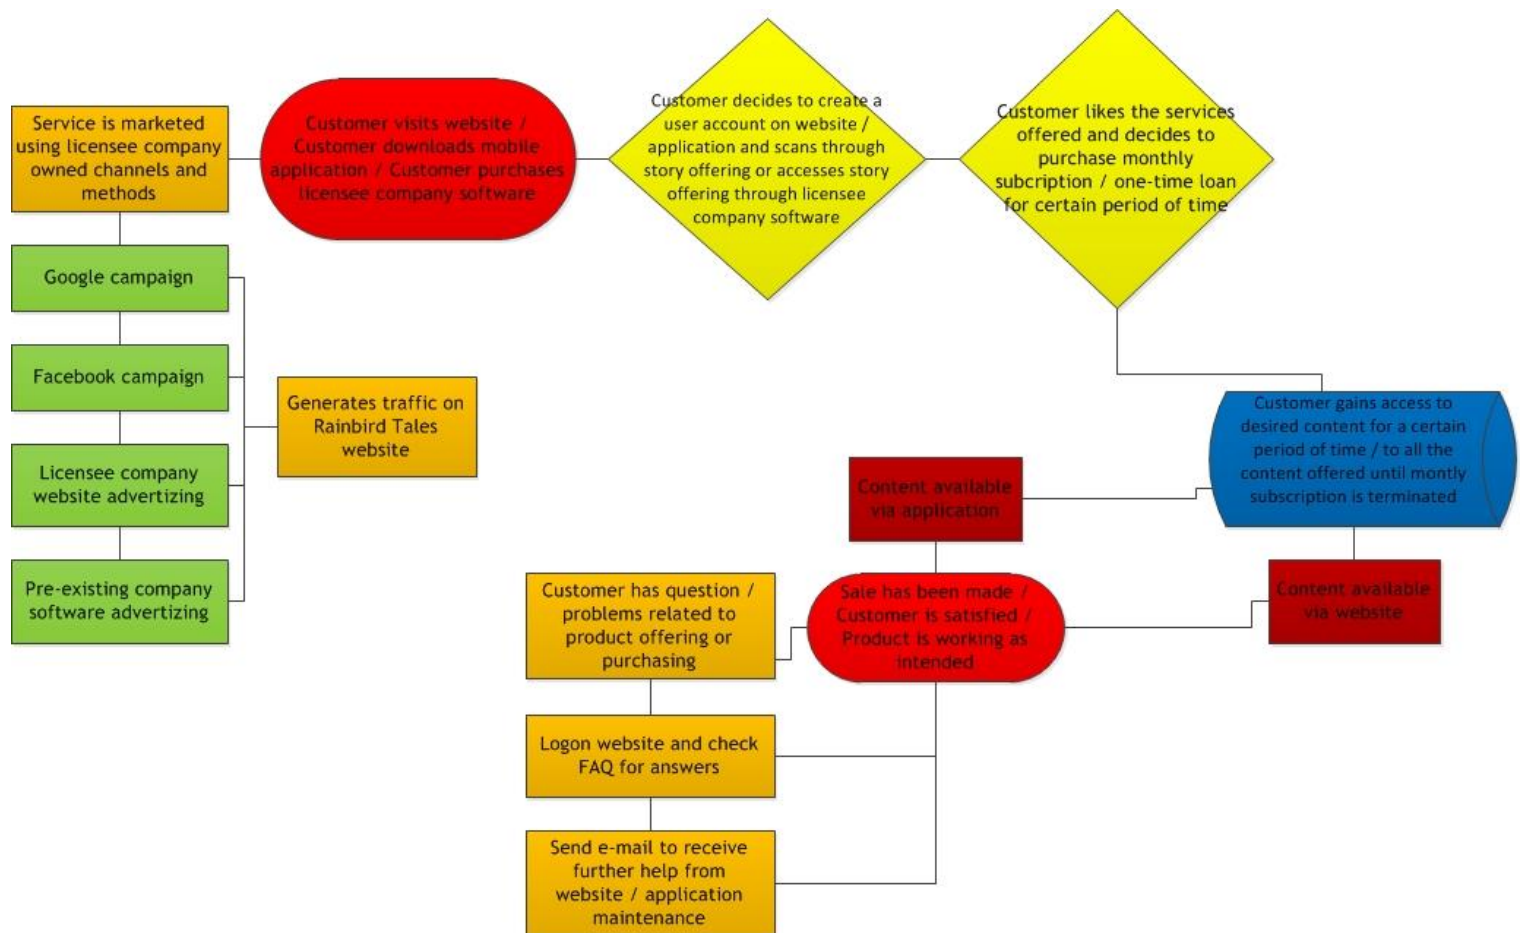 Service is marketed
using licensee company
owned channels and
methods
Customer visits website /
Customer downloads mobile
application / Customer purchases
licensee company software
Customer decides to create a
user account on website /
application and scans through
story offering or accesses story
offering through licensee
company software
Customer likes the services
offered and decides to
purchase monthly
subcription / one-time loan
for certain period of time
Google campaign
Facebook campaign
Licensee company
website advertizing
Pre-existing company
software advertizing
Generates traffic on
Rainbird Tales
website
Customer gains access to
desired content for a certain
period of time / to all the
content offered until montly
subscription is terminated
Content available
via application
Content available
via website
Sale has been made /
Customer is satisfied /
Product is working as
intended
Customer has question /
problems related to
product offering or
purchasing
Logon website and check
FAQ for answers
Send e-mail to receive
further help from
website / application
maintenance